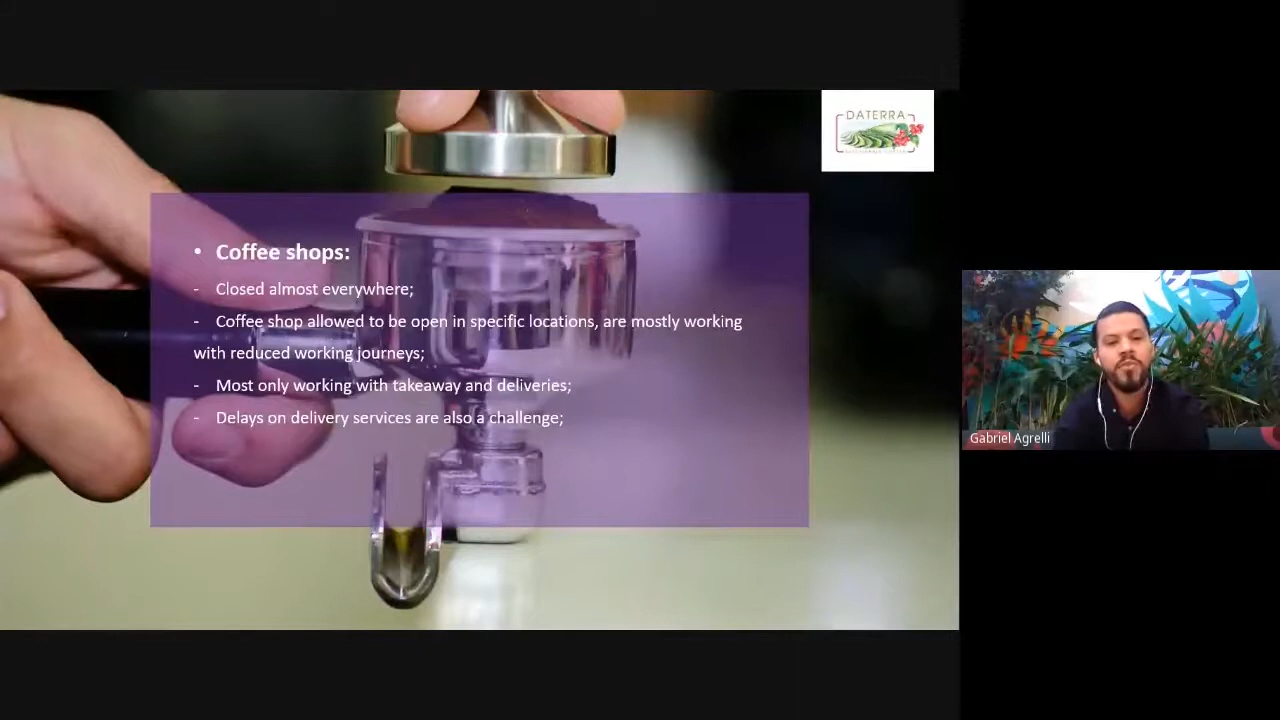 DATERRA
• Coffee shops:
- Closed almost everywhere;
- Coffee shop allowed to be open in specific locations, are mostly working
with reduced working journeys;
- Most only working with takeaway and deliveries;
- Delays on delivery services are also a challenge;
Gabriel Agrelli